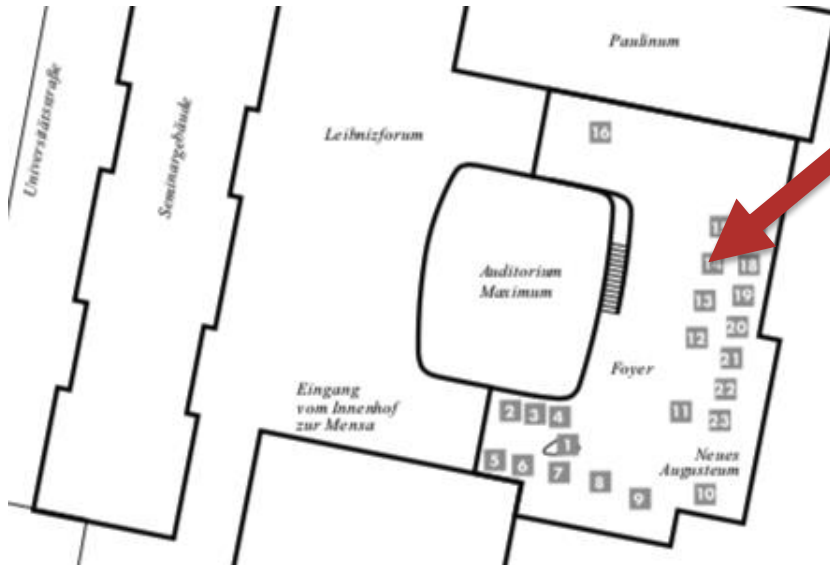 Paulinum
Universitätsstraße
Seminargebäude
Leibnizforum
16
Auditorium
Maximum
14
18
13
19
20
12
21
Foyer
22
11
23
Eingang
vom Innenhof
zur Mensa
2
3
4
1
5
6
7
8
9
10
Neues
Augusteum